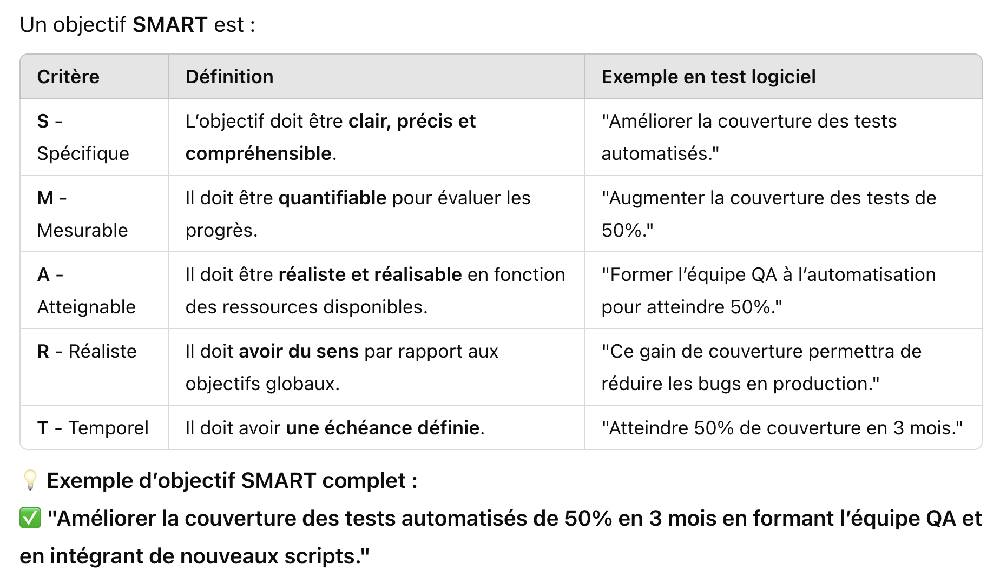 Un objectif SMART est :
Critère
Définition
Exemple en test logiciel
S -
Spécifique
L’objectif doit être clair, précis et
compréhensible.
"Améliorer la couverture des tests
automatisés."
M -
Mesurable
Il doit être quantifiable pour évaluer les
progrès.
"Augmenter la couverture des tests de
50%."
A -
Atteignable
Il doit être réaliste et réalisable en fonction
des ressources disponibles.
"Former l’équipe QA à l’automatisation
pour atteindre 50%."
R - Réaliste
Il doit avoir du sens par rapport aux
objectifs globaux.
"Ce gain de couverture permettra de
réduire les bugs en production."
T - Temporel
Il doit avoir une échéance définie.
"Atteindre 50% de couverture en 3 mois."
💡 Exemple d’objectif SMART complet :
✅ "Améliorer la couverture des tests automatisés de 50% en 3 mois en formant l’équipe QA et
en intégrant de nouveaux scripts."